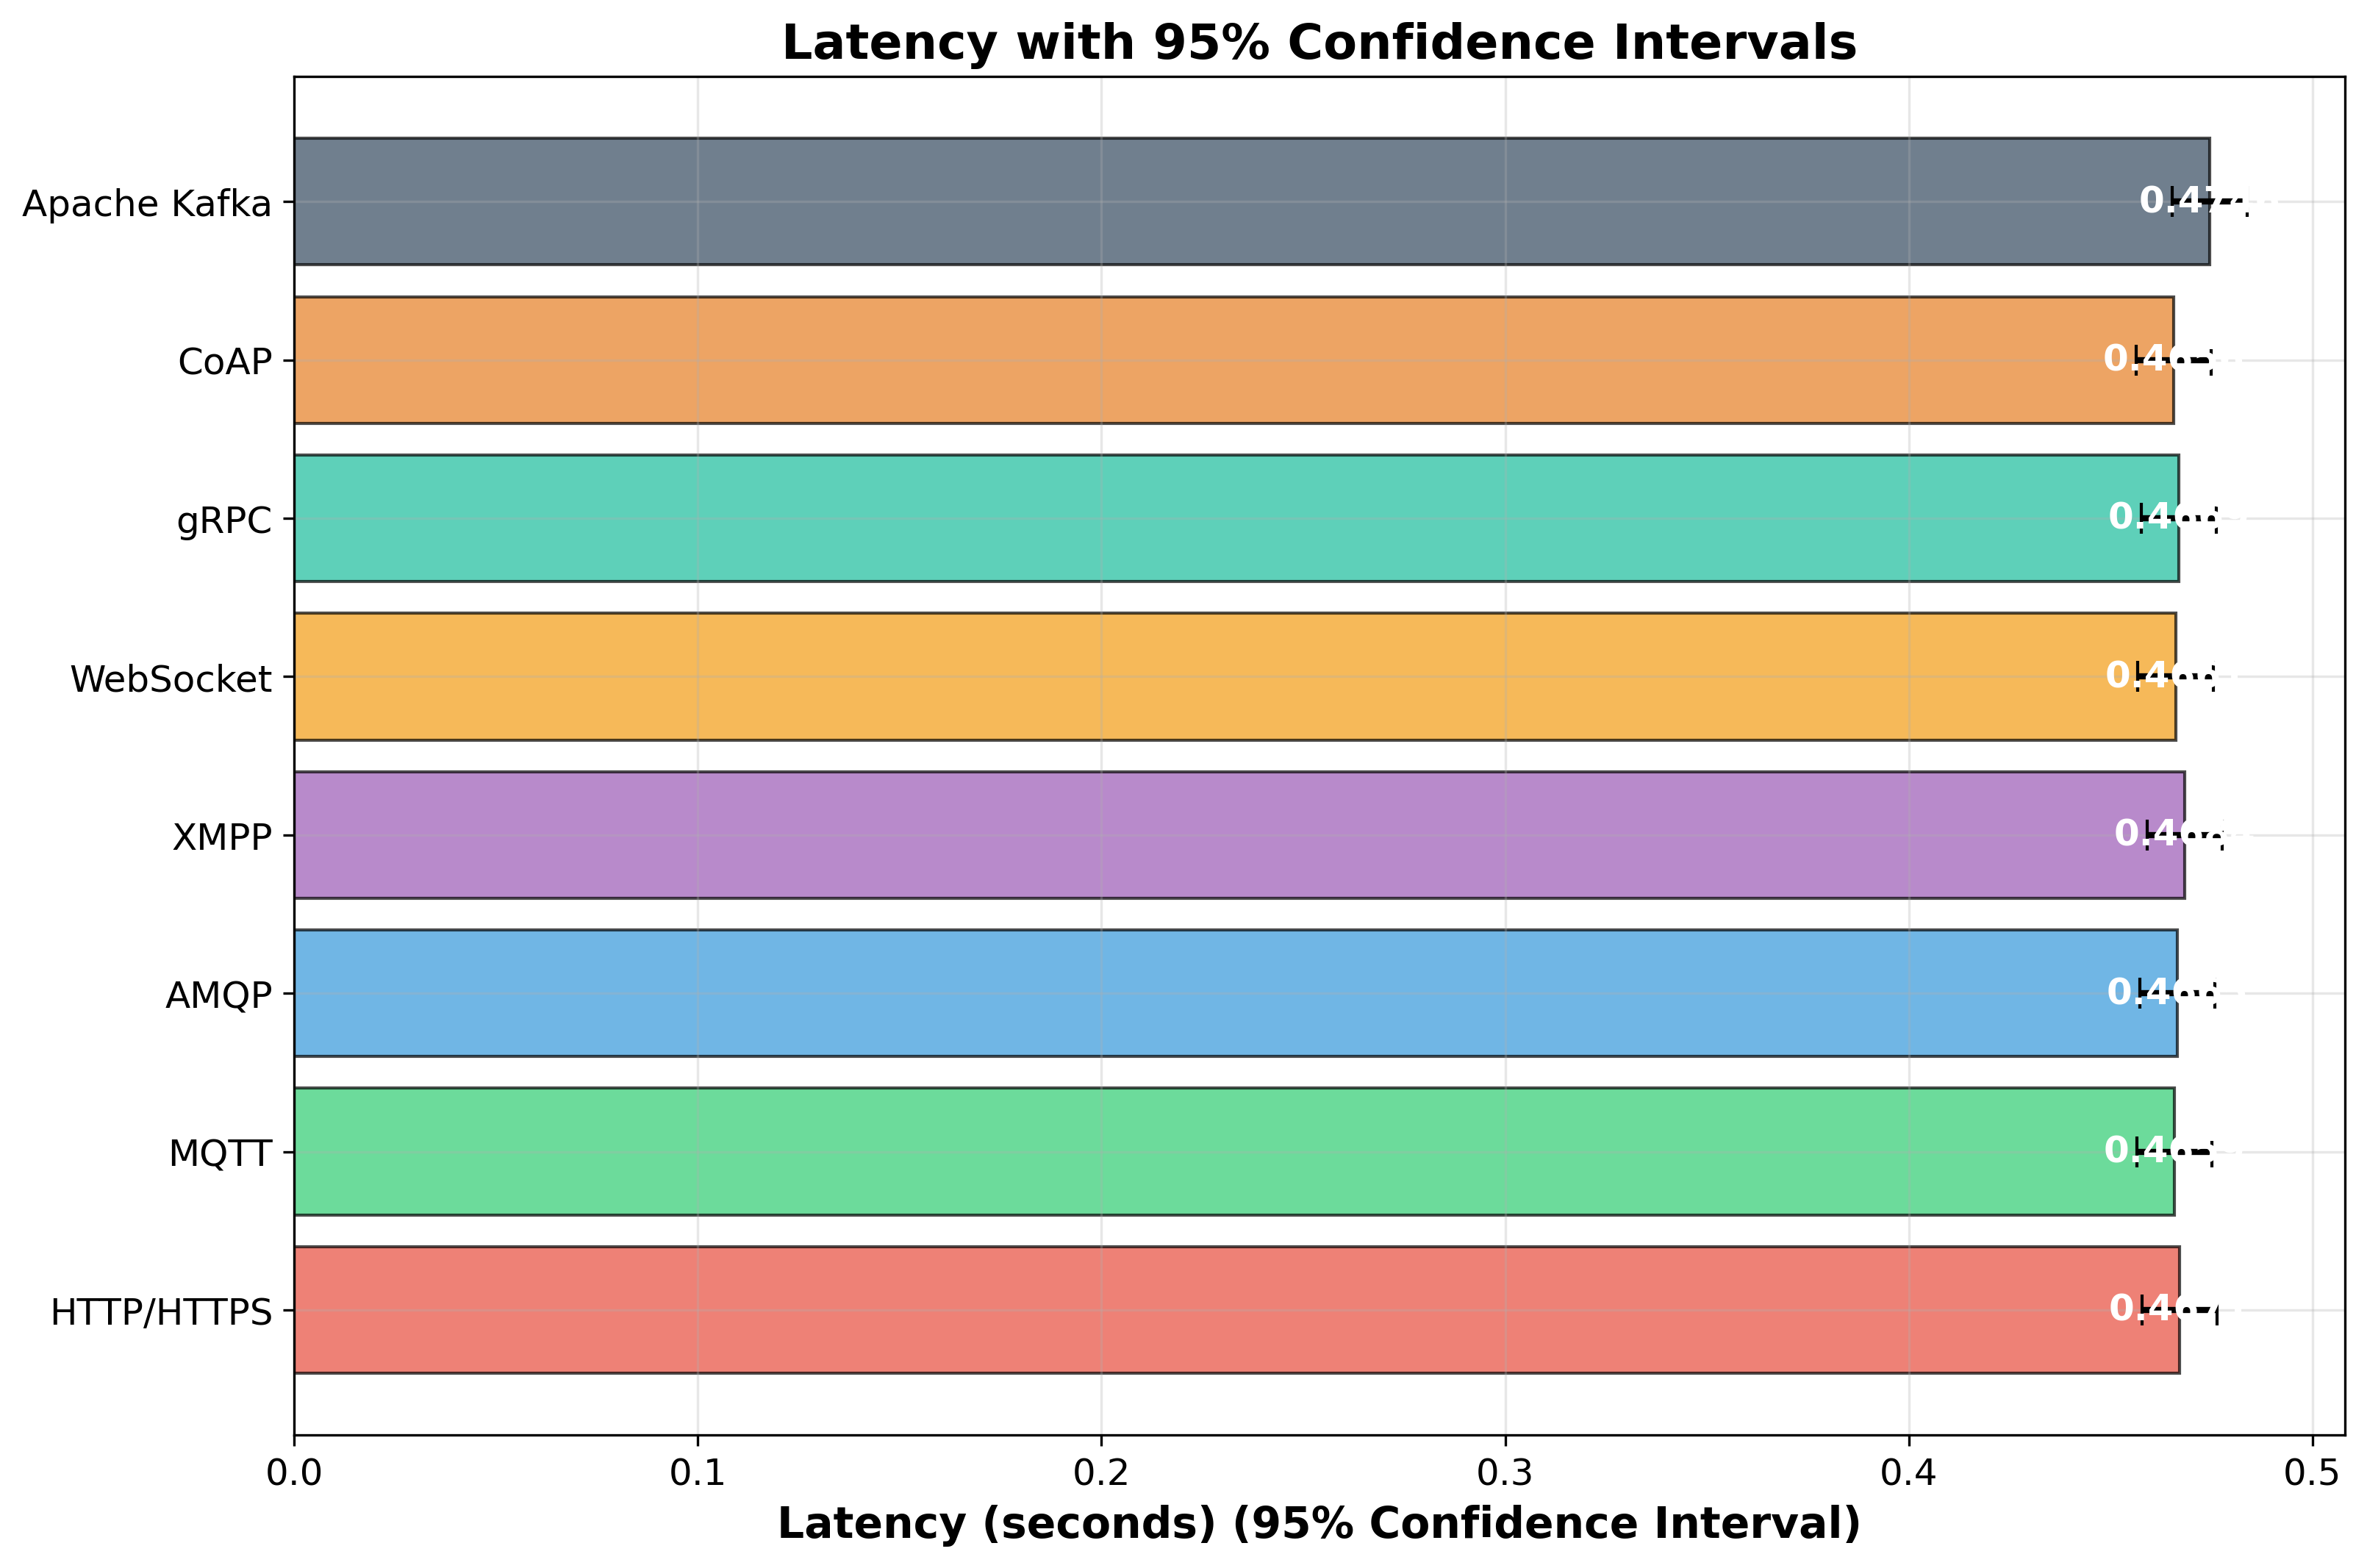 Latency with 95% Confidence Intervals
Apache Kafka
CoAP
gRPC
WebSocket
XMPP
AMQP
MQTT
HTTP/HTTPS
0.0 0.1 0.2 0.3 0.4 0.5
Latency (seconds) (95% Confidence Interval)